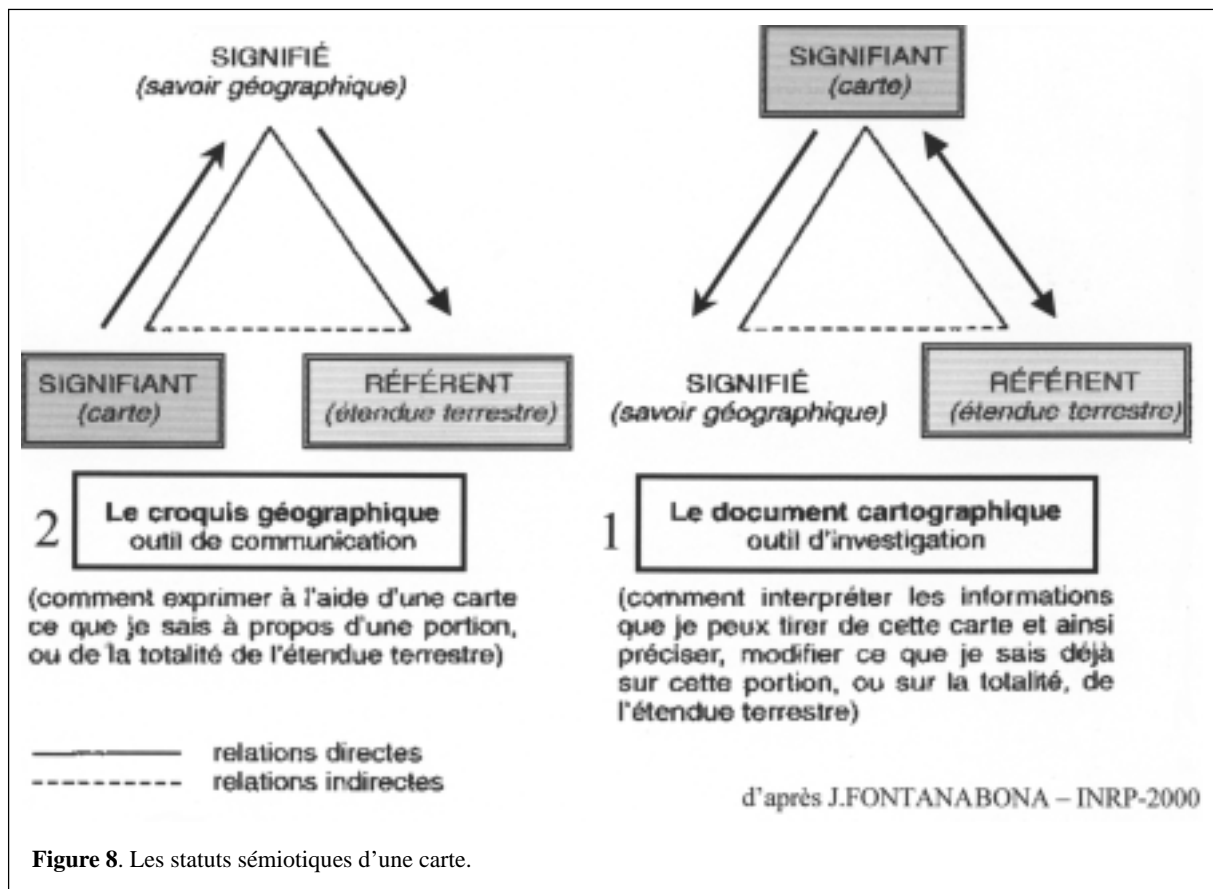 SIGNIFIÉ
(savoir géographique)
SIGNIFIANT
(carte)
RÉFÉRENT
(étendue terrestre)
2
Le croquis géographique
outil de communication
(comment exprimer à l'aide d'une carte
ce que je sais à propos d'une portion,
ou de la totalité de l'étendue terrestre)
relations directes
relations indirectes
SIGNIFIANT
(carte)
SIGNIFIÉ
(savoir géographique)
RÉFÉRENT
(étendue terrestre)
1
Le document cartographique
outil d'investigation
(comment interpréter les informations
que je peux tirer de cette carte et ainsi
préciser, modifier ce que je sais déjà
sur cette portion, ou sur la totalité, de
l'étendue terrestre)
d'après J.FONTANABONA – INRP-2000
Figure 8. Les statuts sémiotiques d'une carte.